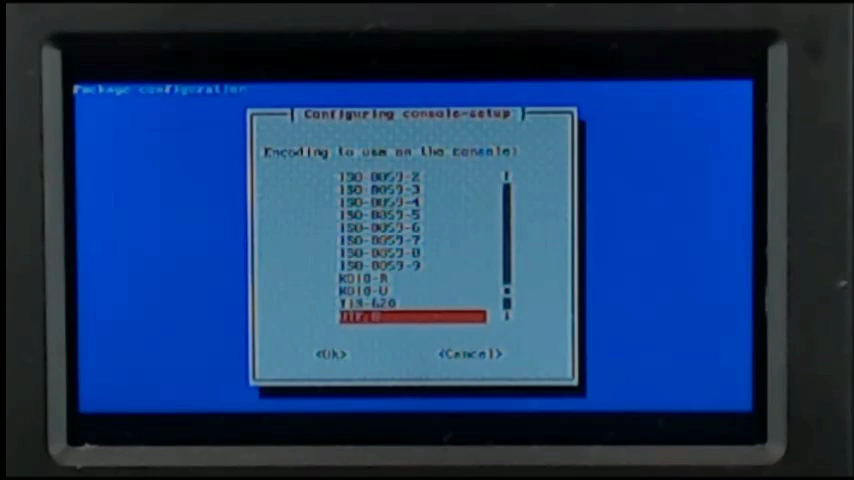 Package configuration
Configuring console-setup
Encoding to use on the console:
ISO-8859-2
ISO-8859-3
ISO-8859-4
ISO-8859-5
ISO-8859-6
ISO-8859-7
ISO-8859-8
ISO-8859-9
KOI8-R
KOI8-U
TIS-620
UTF-8
<Ok>
<Cancel>